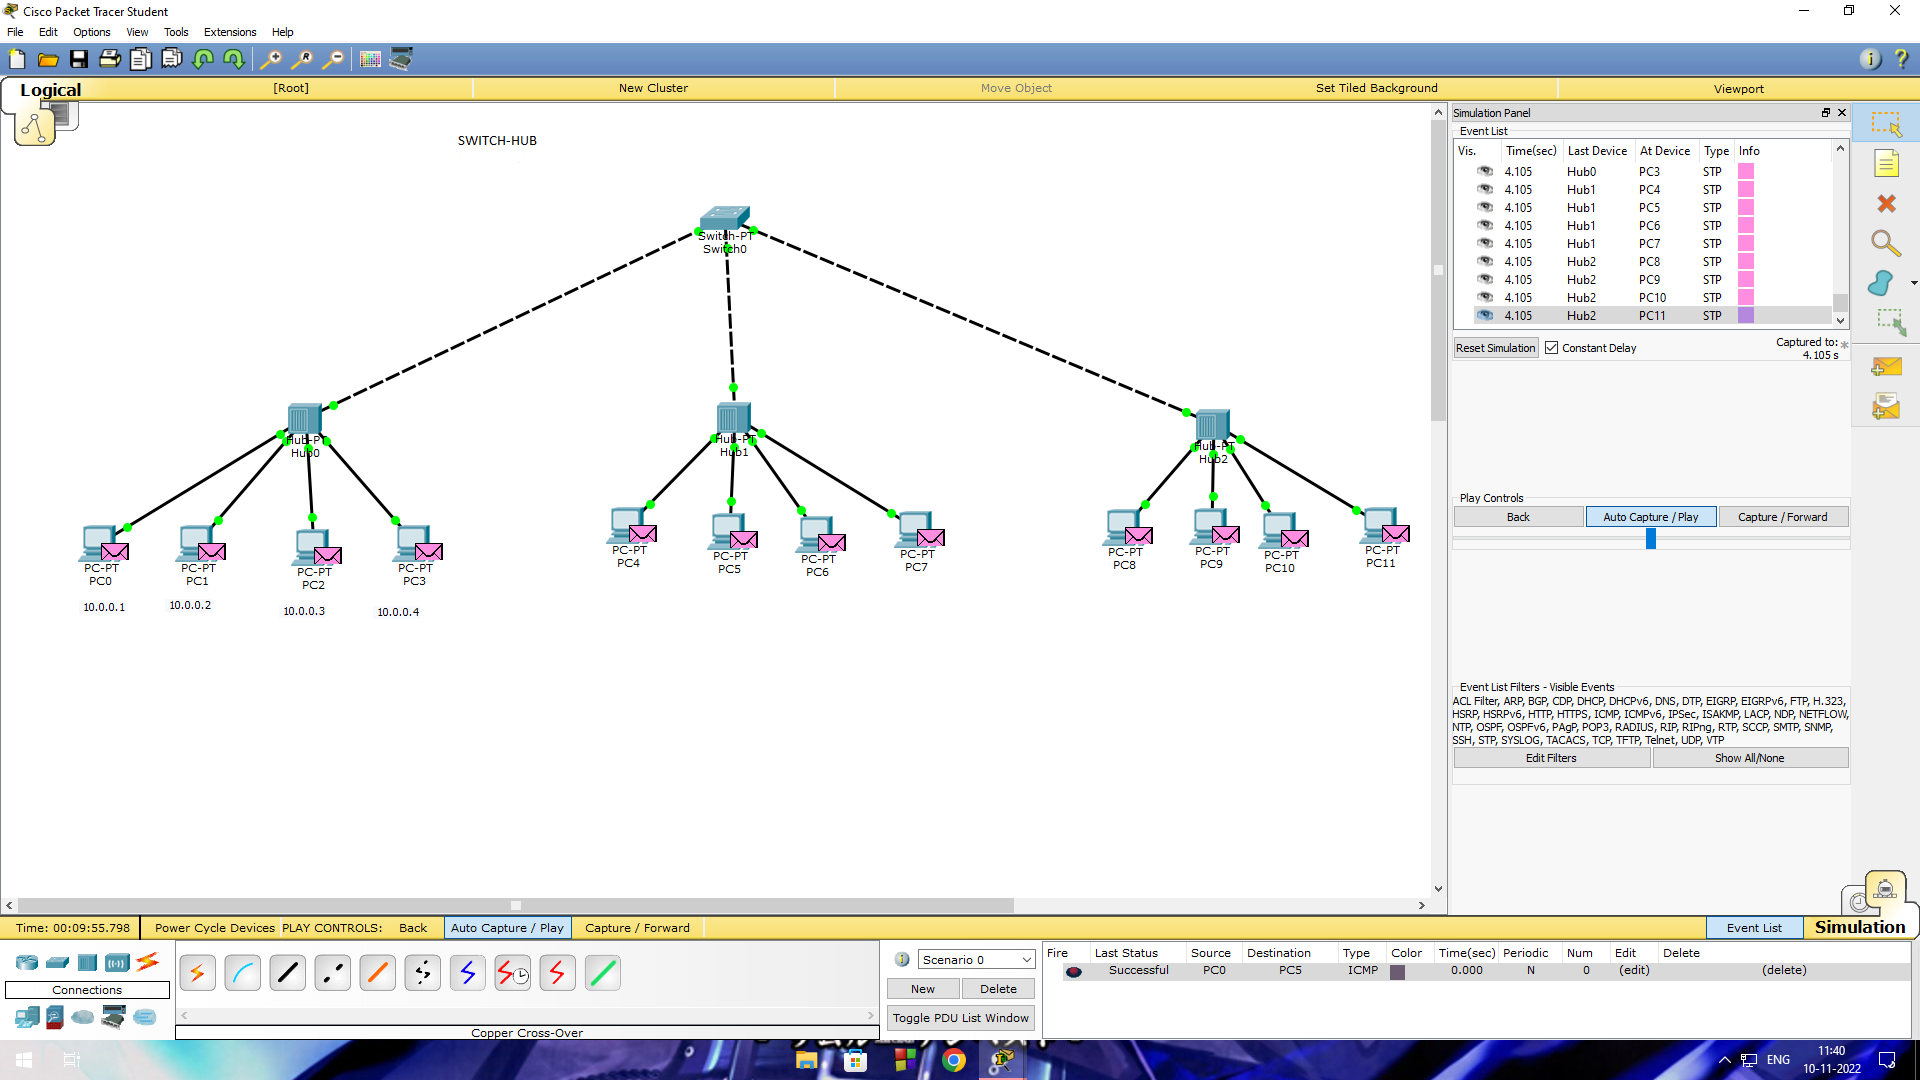 Cisco Packet Tracer Student
File Edit Options View Tools Extensions Help
Logical [Root] New Cluster Move Object Set Tiled Background Viewport
SWITCH-HUB
Switch-PT
Switch0
Hub-PT
Hub0
Hub-PT
Hub1
Hub-PT
Hub2
PC-PT
PC0
PC-PT
PC1
PC-PT
PC2
PC-PT
PC3
PC-PT
PC4
PC-PT
PC5
PC-PT
PC6
PC-PT
PC7
PC-PT
PC8
PC-PT
PC9
PC-PT
PC10
PC-PT
PC11
10.0.0.1
10.0.0.2
10.0.0.3
10.0.0.4
Simulation Panel
Event List
Vis. Time(sec) Last Device At Device Type Info
4.105 Hub0 PC3 STP
4.105 Hub1 PC4 STP
4.105 Hub1 PC5 STP
4.105 Hub1 PC6 STP
4.105 Hub1 PC7 STP
4.105 Hub2 PC8 STP
4.105 Hub2 PC9 STP
4.105 Hub2 PC10 STP
4.105 Hub2 PC11 STP
Reset Simulation Constant Delay Captured to: *
4.105 s
Play Controls
Back Auto Capture / Play Capture / Forward
Event List Filters - Visible Events
ACL Filter, ARP, BGP, CDP, DHCP, DHCPv6, DNS, DTP, EIGRP, EIGRPv6, FTP, H.323,
HSRP, HSRPv6, HTTP, HTTPS, ICMP, ICMPv6, IPSec, ISAKMP, LACP, NDP, NETFLOW,
NTP, OSPF, OSPFv6, PAgP, POP3, RADIUS, RIP, RIPng, RTP, SCCP, SMTP, SNMP,
SSH, STP, SYSLOG, TACACS, TCP, TFTP, Telnet, UDP, VTP
Edit Filters Show All/None
Time: 00:09:55.798 Power Cycle Devices PLAY CONTROLS: Back Auto Capture / Play Capture / Forward Event List Simulation
Connections
Copper Cross-Over
Scenario 0
New Delete
Toggle PDU List Window
Fire Last Status Source Destination Type Color Time(sec) Periodic Num Edit Delete
Successful PC0 PC5 ICMP 0.000 N 0 (edit) (delete)
ENG
11:40
10-11-2022